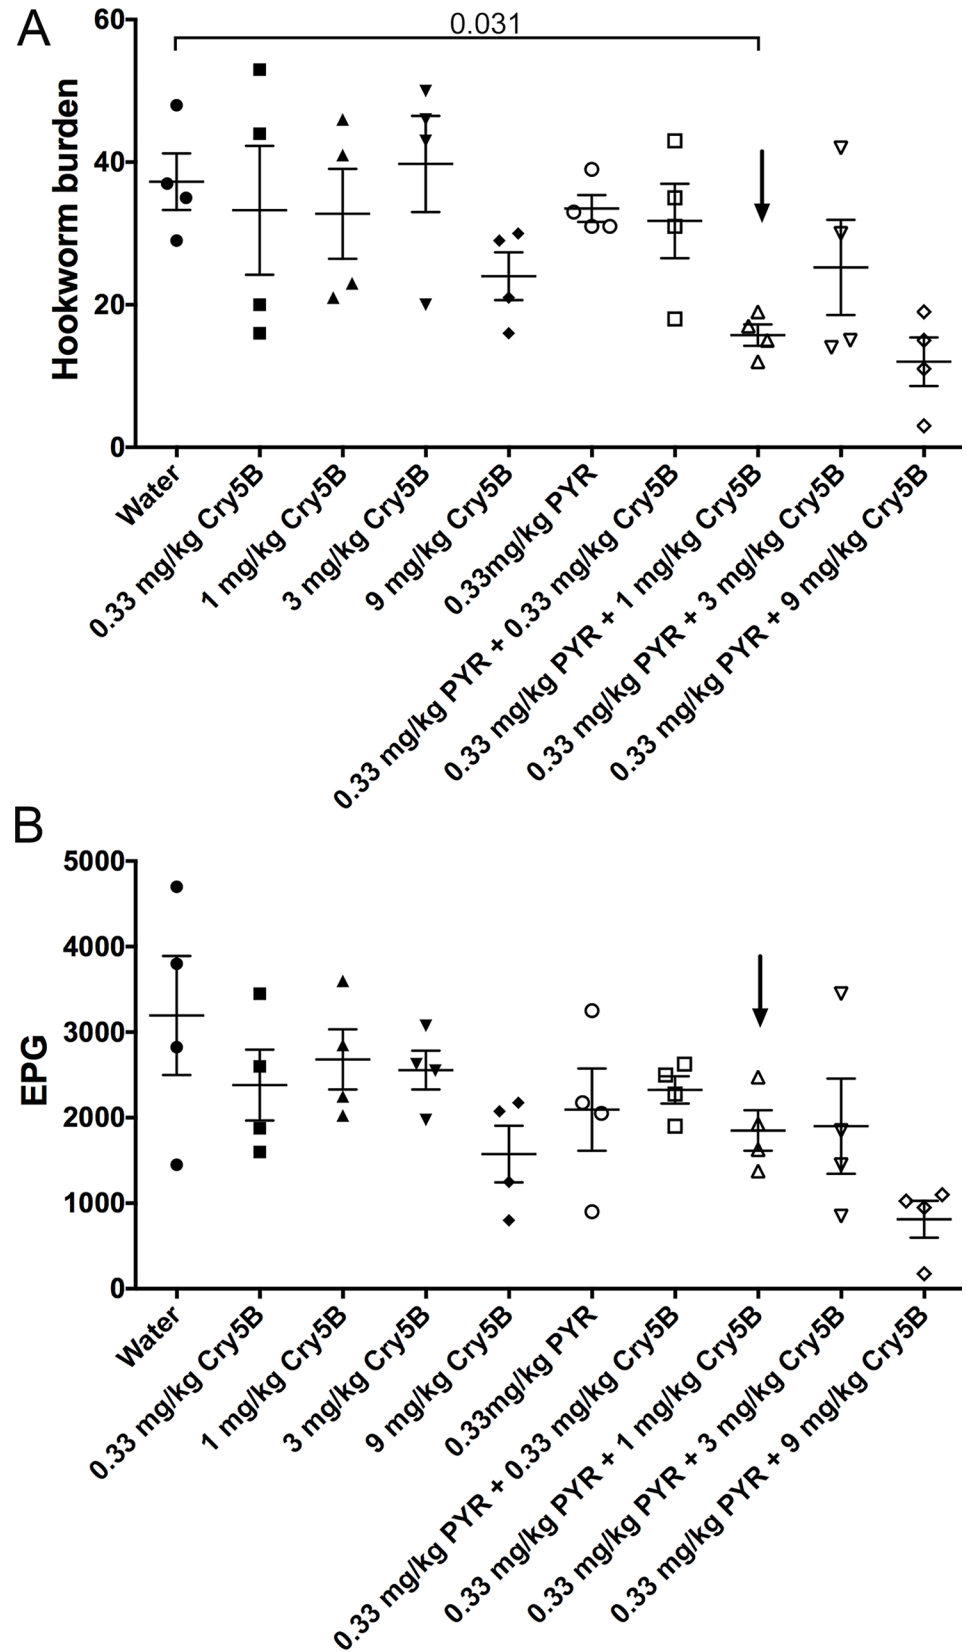 A
0.031
Hookworm burden
60
40
20
0
Water
0.33 mg/kg Cry5B
1 mg/kg Cry5B
3 mg/kg Cry5B
9 mg/kg Cry5B
0.33mg/kg PYR
0.33 mg/kg PYR + 0.33 mg/kg Cry5B
0.33 mg/kg PYR + 1 mg/kg Cry5B
0.33 mg/kg PYR + 3 mg/kg Cry5B
0.33 mg/kg PYR + 9 mg/kg Cry5B
B
EPG
5000
4000
3000
2000
1000
0
Water
0.33 mg/kg Cry5B
1 mg/kg Cry5B
3 mg/kg Cry5B
9 mg/kg Cry5B
0.33mg/kg PYR
0.33 mg/kg PYR + 0.33 mg/kg Cry5B
0.33 mg/kg PYR + 1 mg/kg Cry5B
0.33 mg/kg PYR + 3 mg/kg Cry5B
0.33 mg/kg PYR + 9 mg/kg Cry5B